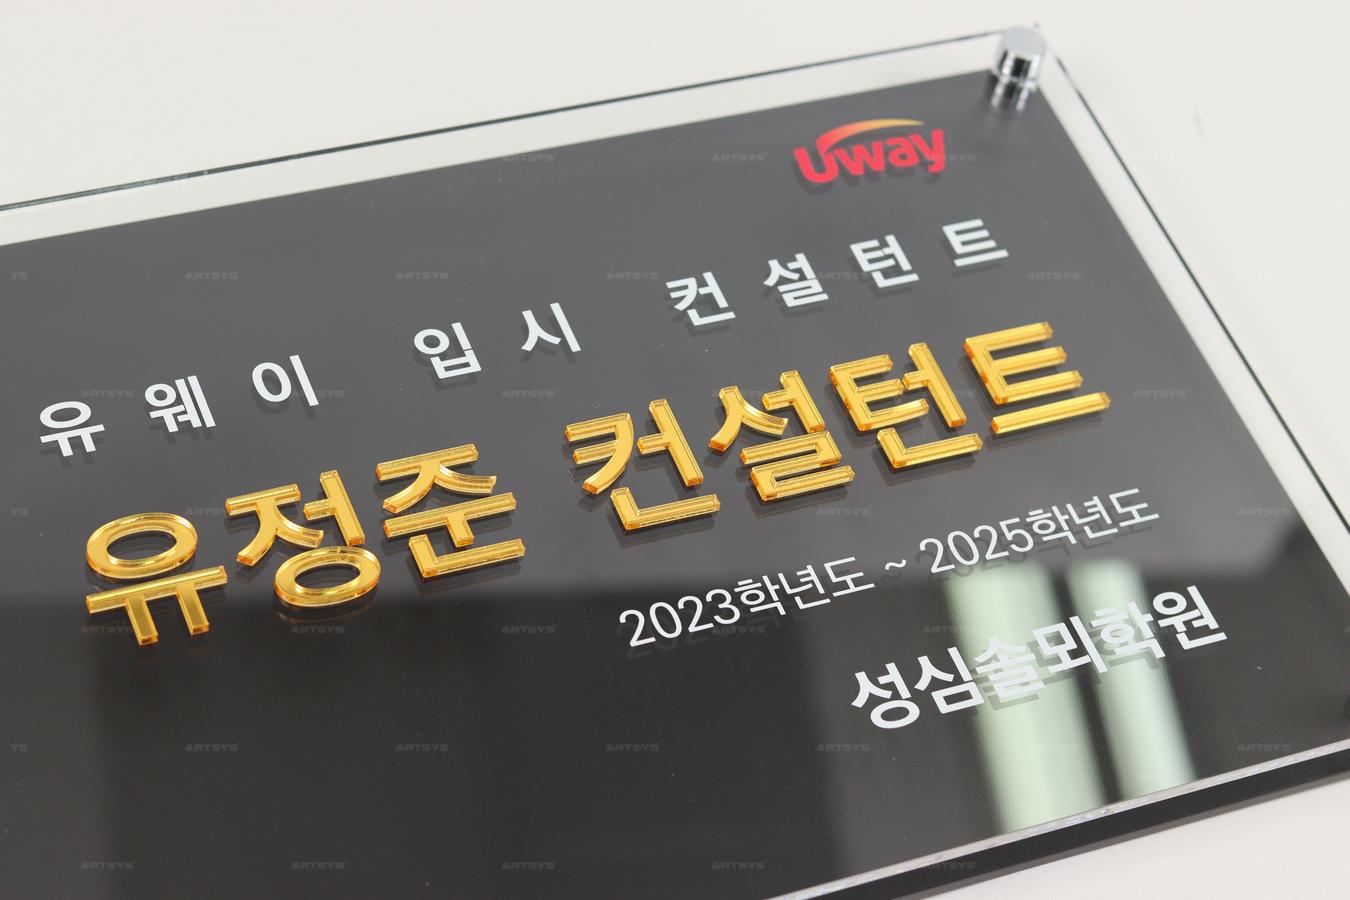 Uway
유웨이 입시 컨설턴트
유정준 컨설턴트
2023학년도 ~ 2025학년도
성심솔뫼학원
ARTSYS